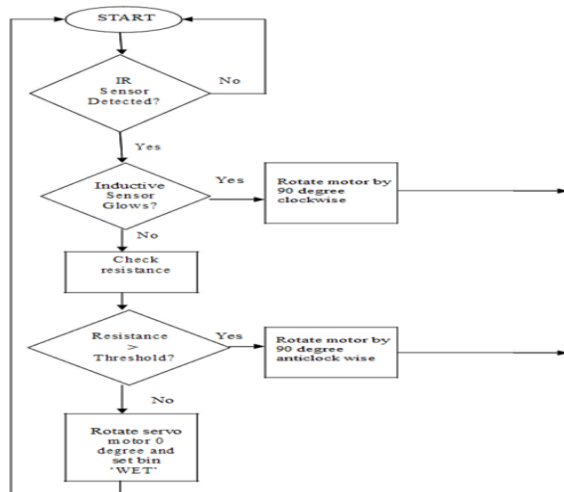 START
IR
Sensor
Detected?
No
Yes
Inductive
Sensor
Glows?
Yes
Rotate motor by
90 degree
clockwise
No
Check
resistance
Resistance
>
Threshold?
Yes
Rotate motor by
90 degree
anticlock wise
No
Rotate servo
motor 0
degree and
set bin
'WET'